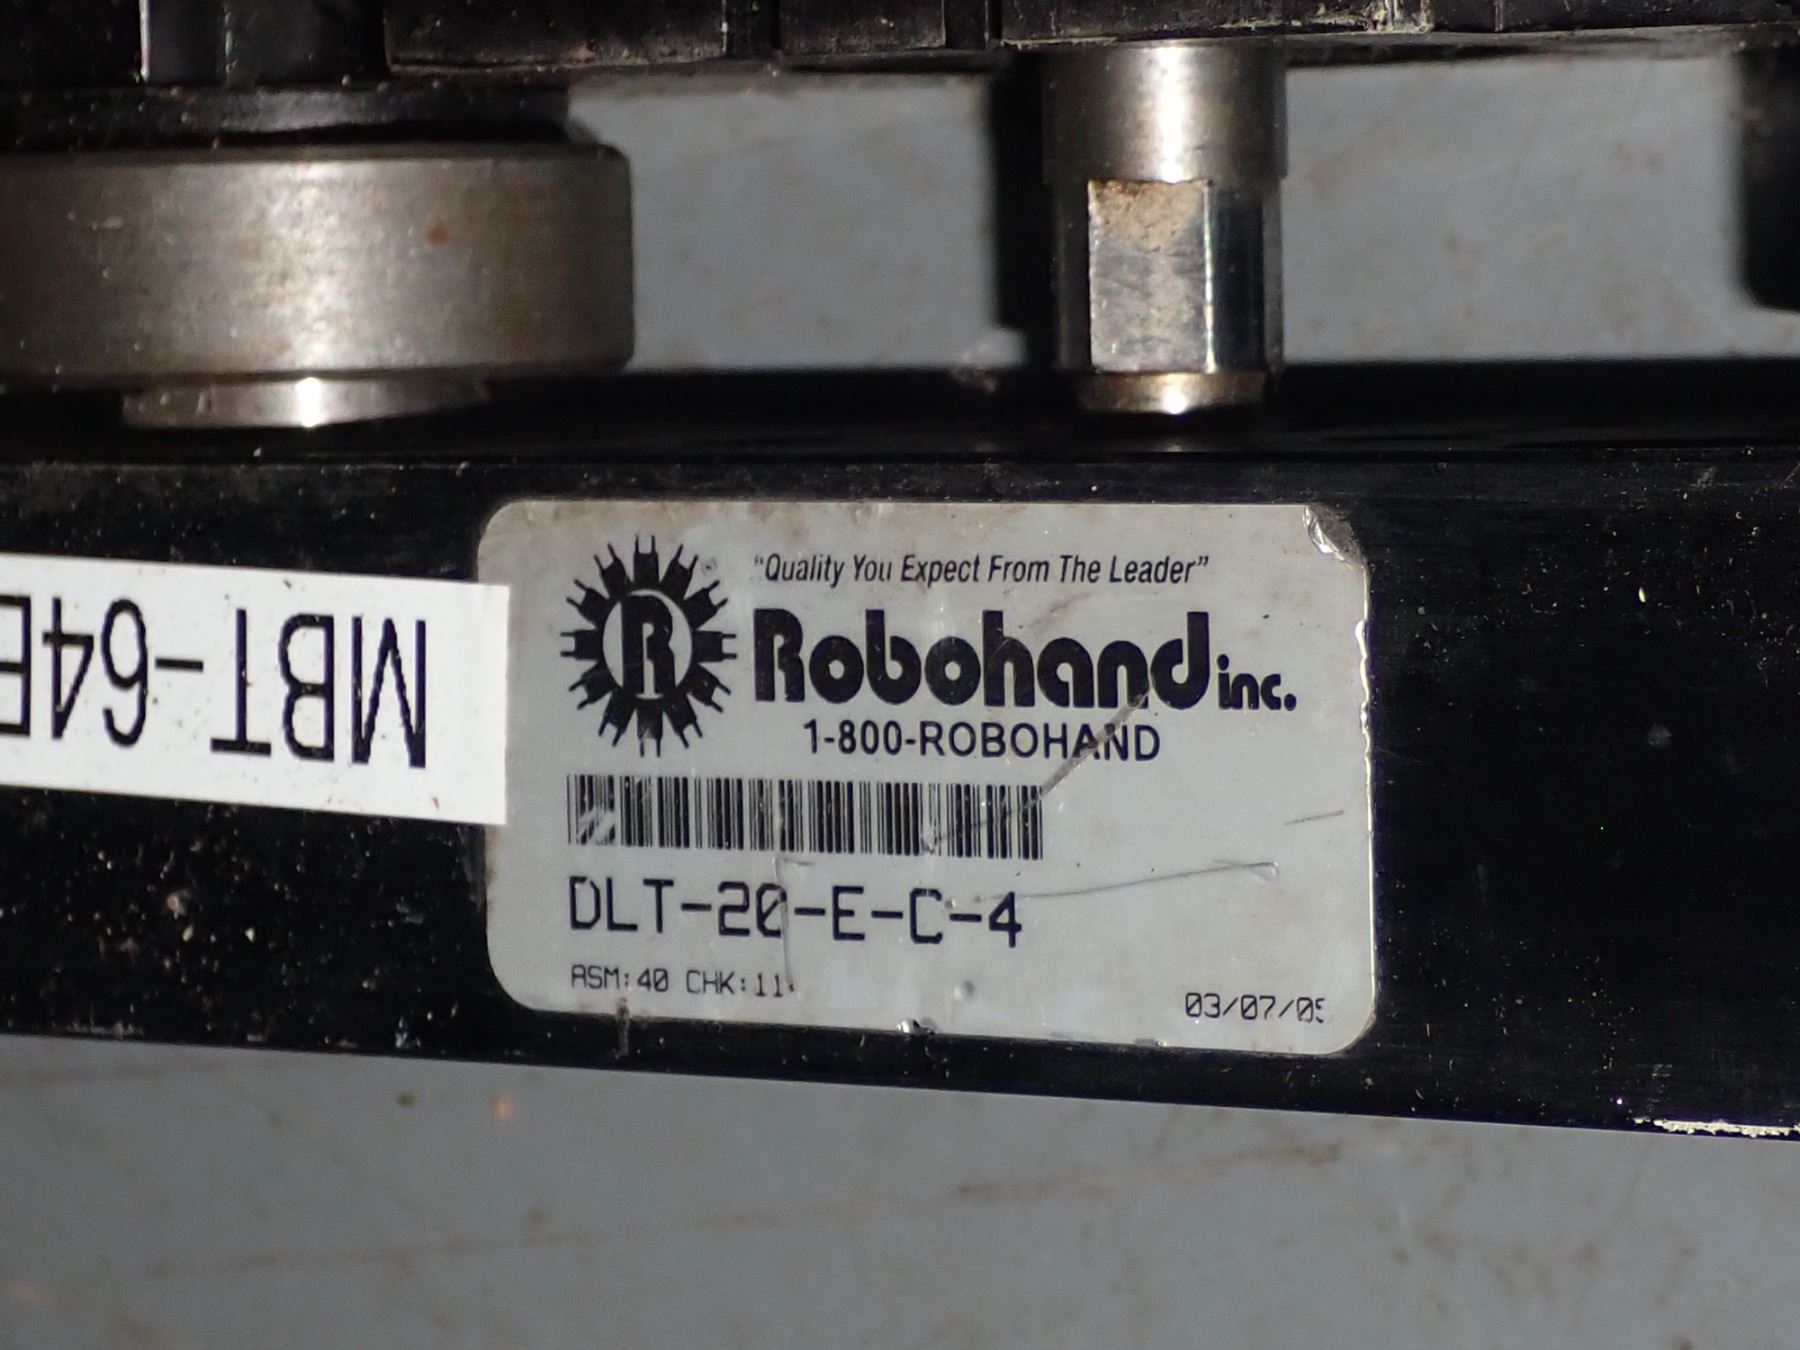 "Quality You Expect From The Leader"
R
Robohand inc.
1-800-ROBOHAND
DLT-20-E-C-4
ASM:40 CHK:11
03/07/05
MBT-64